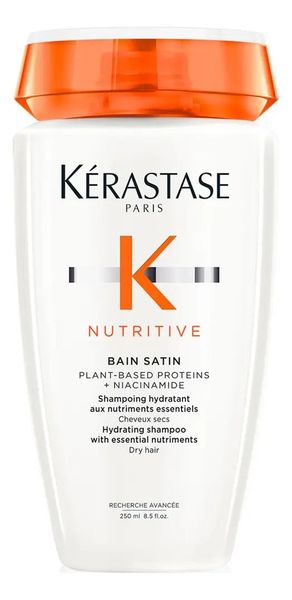 KÉRASTASE
PARIS
K
NUTRITIVE
BAIN SATIN
PLANT-BASED PROTEINS
+ NIACINAMIDE
Shampoing hydratant
aux nutriments essentiels
Cheveux secs
Hydrating shampoo
with essential nutriments
Dry hair
RECHERCHE AVANCÉE
250 ml 8.5 fl.oz.